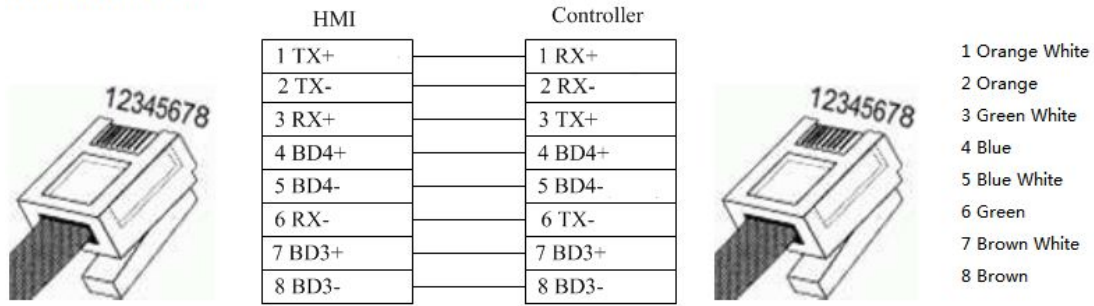 HMI
Controller
1 TX+
1 RX+
2 TX-
2 RX-
3 RX+
3 TX+
4 BD4+
4 BD4+
5 BD4-
5 BD4-
6 RX-
6 TX-
7 BD3+
7 BD3+
8 BD3-
8 BD3-
12345678
12345678
1 Orange White
2 Orange
3 Green White
4 Blue
5 Blue White
6 Green
7 Brown White
8 Brown